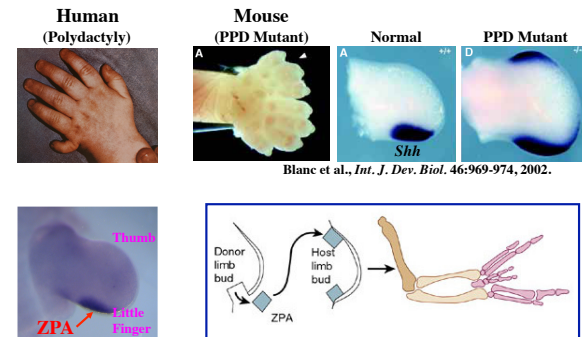 Human
(Polydactyly)
Mouse
(PPD Mutant)
Normal
PPD Mutant
A
A
+/+
D
-/-
Shh
Blanc et al., Int. J. Dev. Biol. 46:969-974, 2002.
Thumb
Little
Finger
ZPA
Donor
limb
bud
Host
limb
bud
ZPA